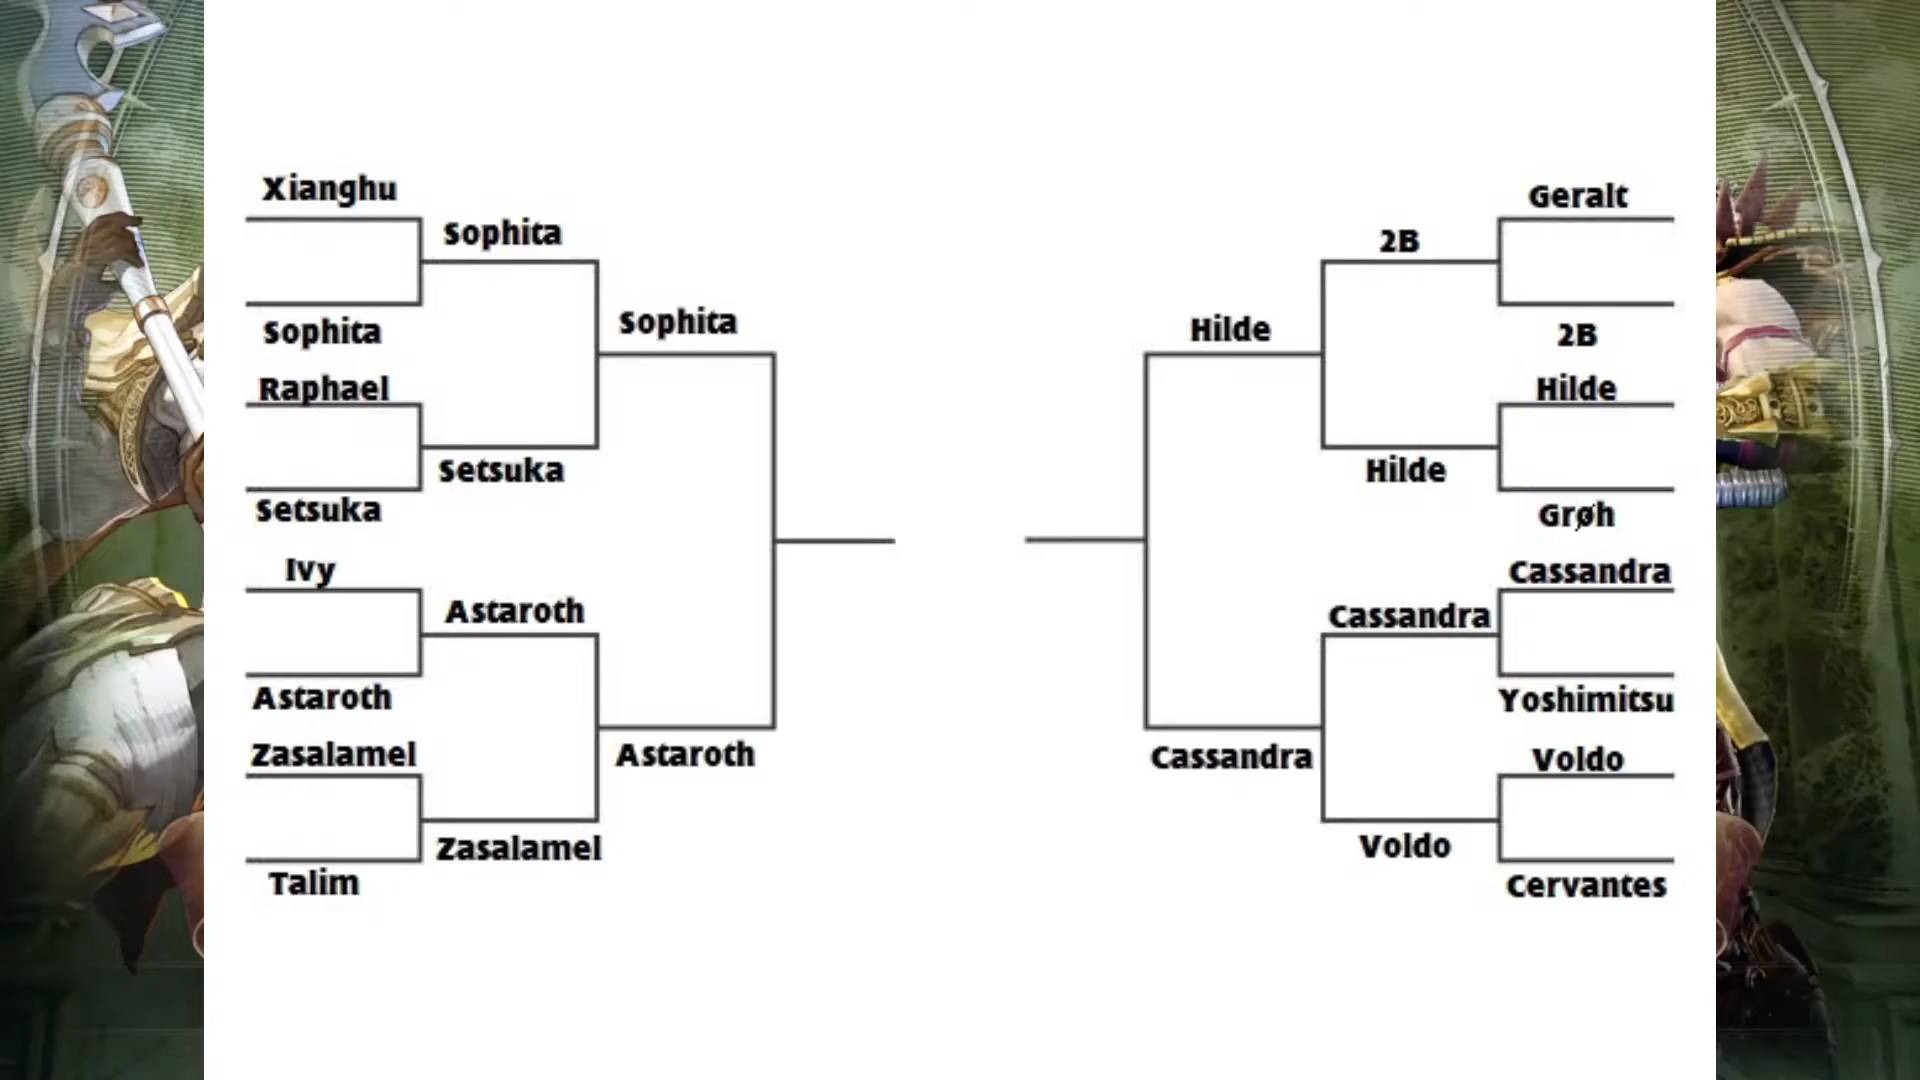 Xianghu
Sophita
Raphael
Setsuka
Ivy
Astaroth
Zasalamel
Talim
Sophita
Setsuka
Astaroth
Zasalamel
Sophita
Astaroth
Hilde
Cassandra
2B
Hilde
Cassandra
Voldo
Geralt
2B
Hilde
Grøh
Cassandra
Yoshimitsu
Voldo
Cervantes